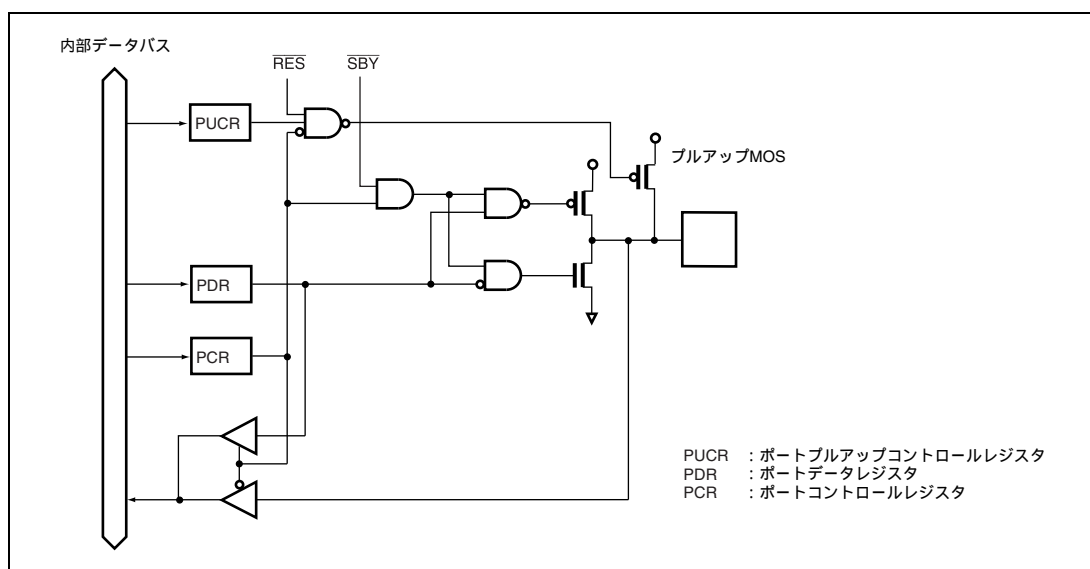 内部データバス
RES
SBY
PUCR
プルアップMOS
PDR
PCR
PUCR : ポートプルアップコントロールレジスタ
PDR : ポートデータレジスタ
PCR : ポートコントロールレジスタ